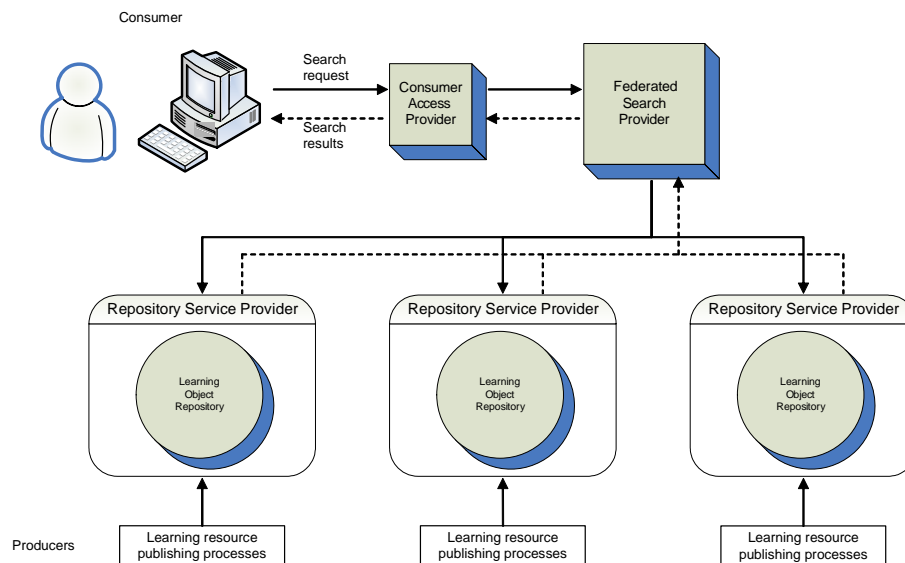 Consumer
Search
request
Search
results
Consumer
Access
Provider
Federated
Search
Provider
Repository Service Provider
Repository Service Provider
Repository Service Provider
Learning
Object
Repository
Learning
Object
Repository
Learning
Object
Repository
Producers
Learning resource
publishing processes
Learning resource
publishing processes
Learning resource
publishing processes